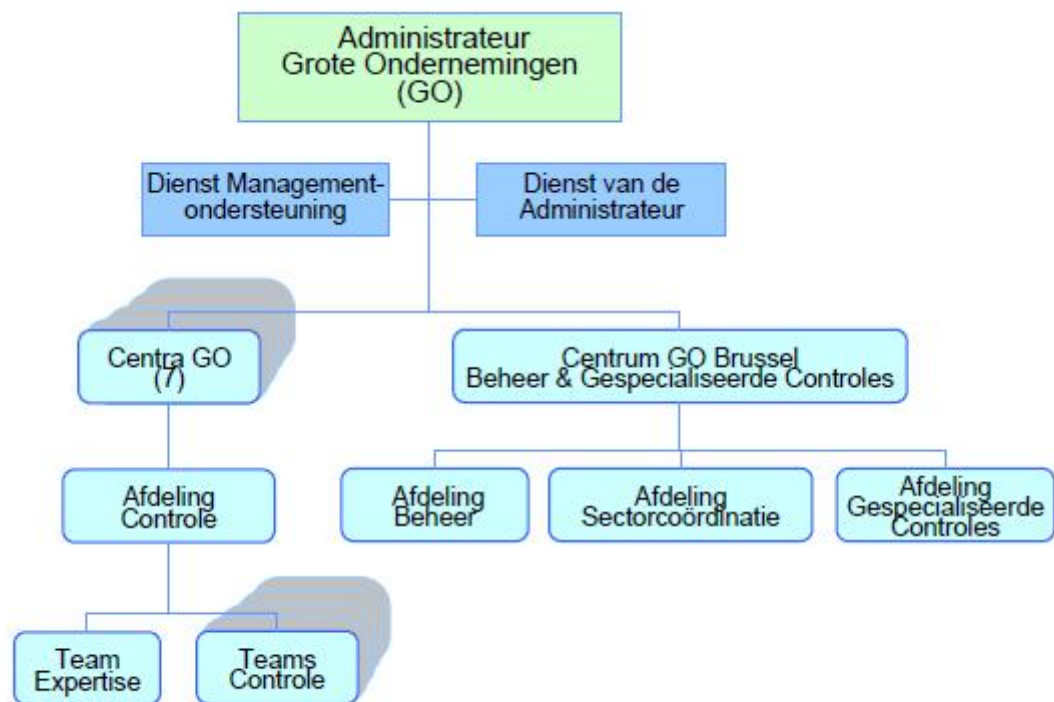 Administrateur
Grote Ondernemingen
(GO)
Dienst Management-
ondersteuning
Dienst van de
Administrateur
Centra GO
(7)
Centrum GO Brussel
Beheer & Gespecialiseerde Controles
Afdeling
Controle
Afdeling
Beheer
Afdeling
Sectorcoördinatie
Afdeling
Gespecialiseerde
Controles
Team
Expertise
Teams
Controle